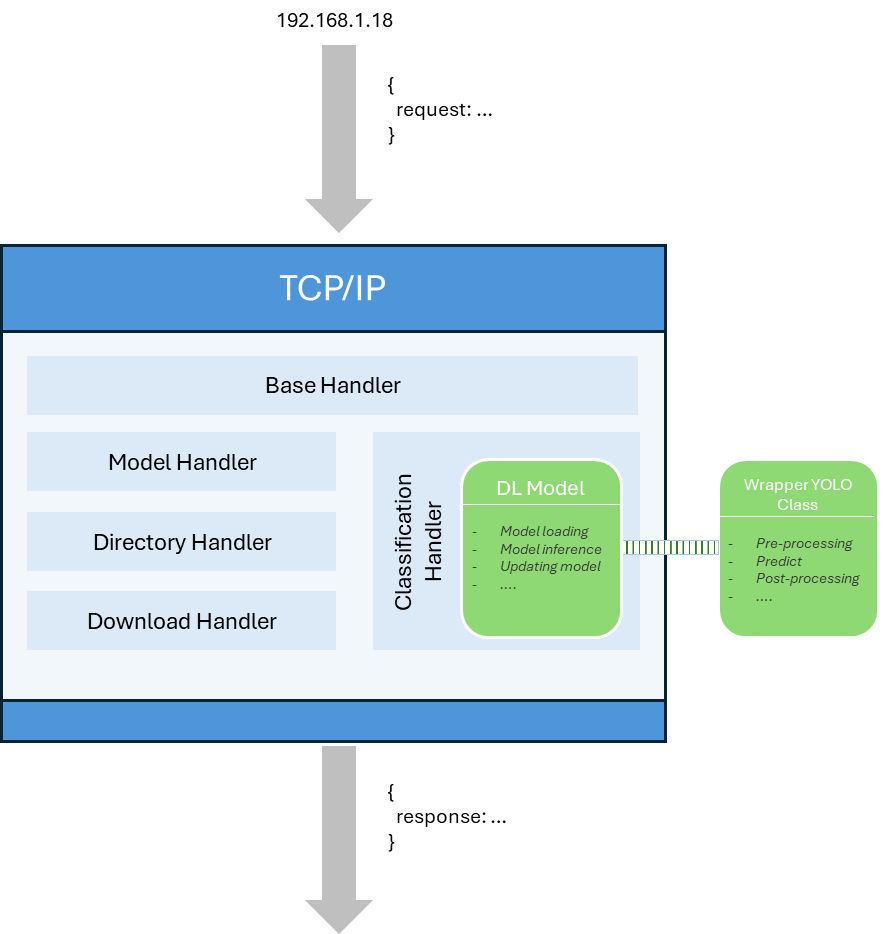 192.168.1.18
{
request: ...
}
TCP/IP
Base Handler
Model Handler
Directory Handler
Download Handler
Classification
Handler
DL Model
- Model loading
- Model inference
- Updating model
- ....
Wrapper YOLO
Class
- Pre-processing
- Predict
- Post-processing
- ....
{
response: ...
}